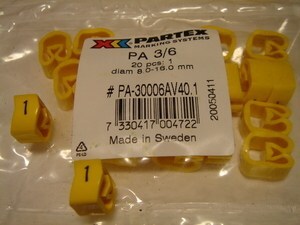 PARTEX
MARKING SYSTEMS
PA 3/6
20 pcs: 1
diam 8.0-16.0 mm
# PA-30006AV40.1
20050411
7 330417 004722
Made in Sweden
1
1